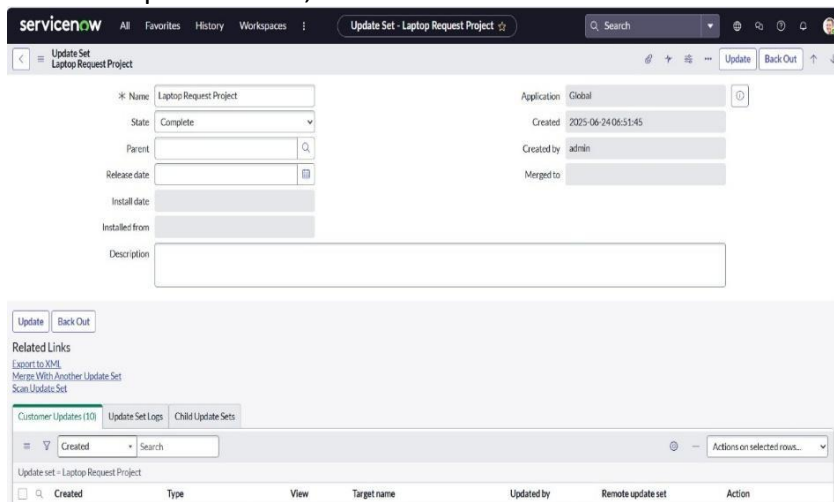 servicenow All Favorites History Workspaces Update Set - Laptop Request Project Search
Update Set
Laptop Request Project
Update Back Out
Name Laptop Request Project Application Global
State Complete Created 2025-06-24 06:51:45
Parent Created by admin
Release date Merged to
Install date
Installed from
Description
Update Back Out
Related Links
Export to XML
Merge With Another Update Set
Scan Update Set
Customer Updates (10) Update Set Logs Child Update Sets
Created Search Actions on selected rows...
Update set = Laptop Request Project
Created Type View Target name Updated by Remote update set Action